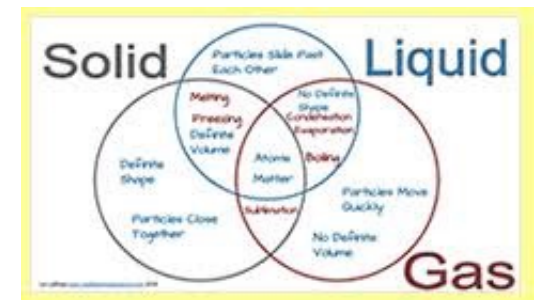 Solid
Liquid
Particles Slide Past
Each Other
Melting
Freezing
Definite
Volume
No Definite
Shape
Condensation
Evaporation
Boiling
Atoms
Matter
Definite
Shape
Particles Close
Together
Sublimation
Particles Move
Quickly
No Definite
Volume
Gas